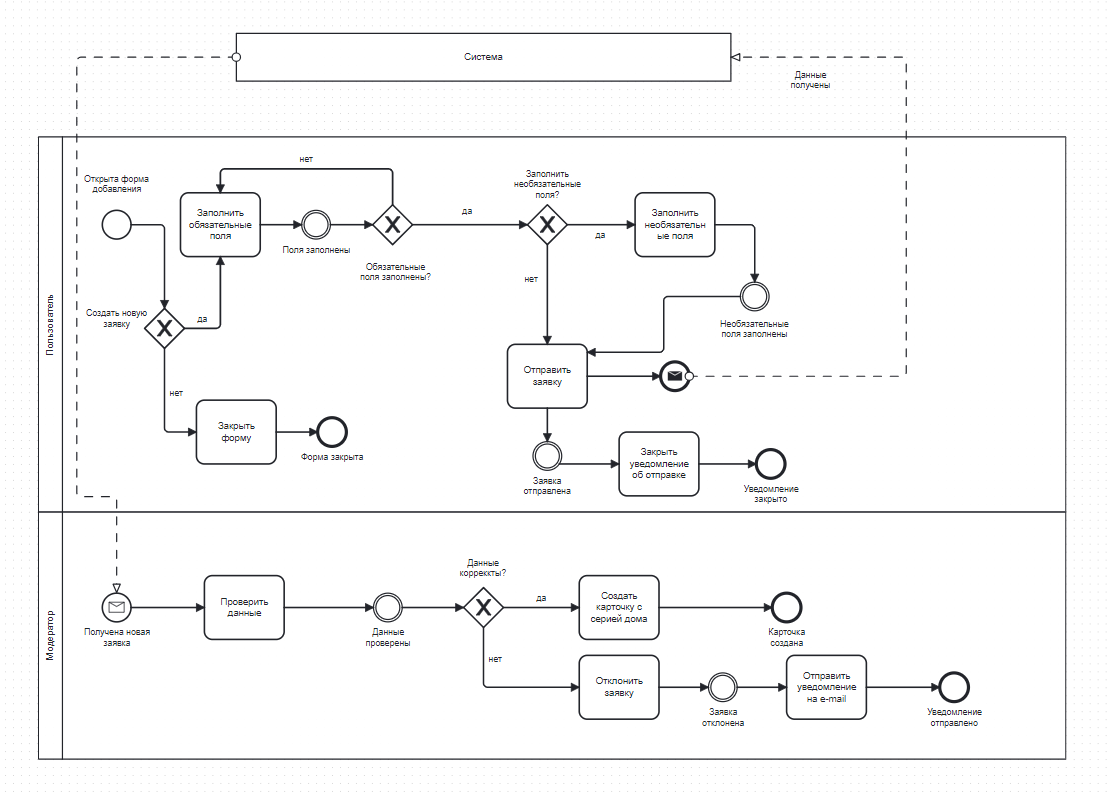 Система
Данные
получены
Пользователь
Открыта форма
добавления
нет
Заполнить
обязательные
поля
Поля заполнены
Обязательные
поля заполнены?
да
Заполнить
необязательные
поля?
да
Заполнить
необязательн
ые поля
нет
Необязательные
поля заполнены
Создать новую
заявку
да
нет
Закрыть
форму
Форма закрыта
Отправить
заявку
Заявка
отправлена
Закрыть
уведомление
об отправке
Уведомление
закрыто
Модератор
Получена новая
заявка
Проверить
данные
Данные
проверены
Данные
корреккты?
да
Создать
карточку с
серией дома
Карточка
создана
нет
Отклонить
заявку
Заявка
отклонена
Отправить
уведомление
на e-mail
Уведомление
отправлено